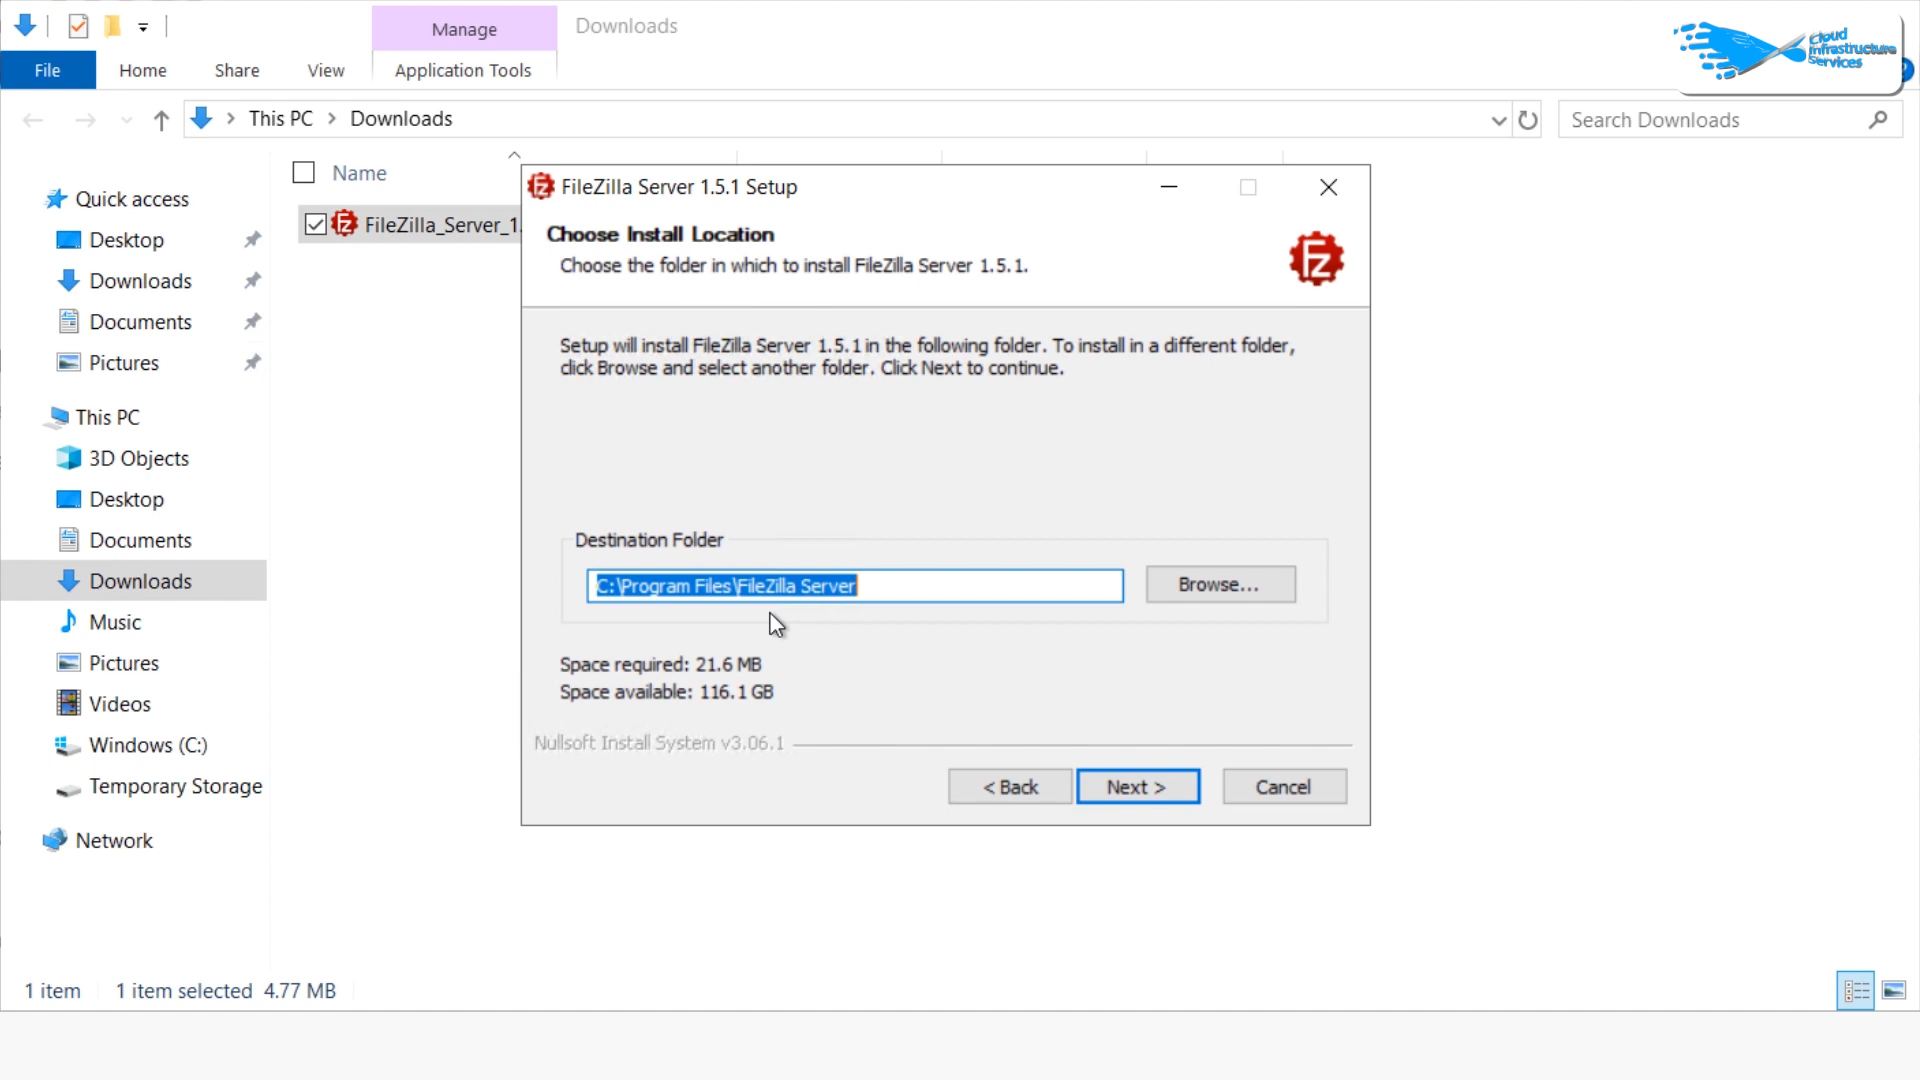 Manage
Downloads
File
Home
Share
View
Application Tools
Cloud
Infrastructure
Services
This PC
Downloads
Search Downloads
Quick access
Desktop
Downloads
Documents
Pictures
This PC
3D Objects
Desktop
Documents
Downloads
Music
Pictures
Videos
Windows (C:)
Temporary Storage
Network
Name
FileZilla_Server_1.
FileZilla Server 1.5.1 Setup
Choose Install Location
Choose the folder in which to install FileZilla Server 1.5.1.
Setup will install FileZilla Server 1.5.1 in the following folder. To install in a different folder,
click Browse and select another folder. Click Next to continue.
Destination Folder
C:\Program Files\FileZilla Server
Browse...
Space required: 21.6 MB
Space available: 116.1 GB
Nullsoft Install System v3.06.1
< Back
Next >
Cancel
1 item
1 item selected 4.77 MB